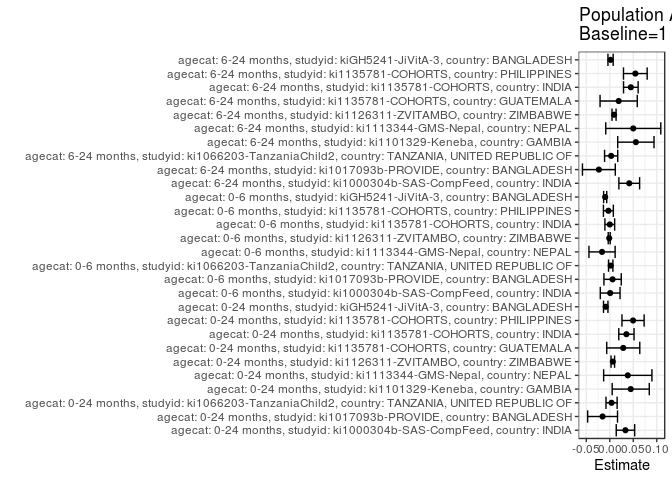 Population A
Baseline=1
agecat: 6-24 months, studyid: kiGH5241-JiVitA-3, country: BANGLADESH
agecat: 6-24 months, studyid: ki1135781-COHORTS, country: PHILIPPINES
agecat: 6-24 months, studyid: ki1135781-COHORTS, country: INDIA
agecat: 6-24 months, studyid: ki1135781-COHORTS, country: GUATEMALA
agecat: 6-24 months, studyid: ki1126311-ZVITAMBO, country: ZIMBABWE
agecat: 6-24 months, studyid: ki1113344-GMS-Nepal, country: NEPAL
agecat: 6-24 months, studyid: ki1101329-Keneba, country: GAMBIA
agecat: 6-24 months, studyid: ki1066203-TanzaniaChild2, country: TANZANIA, UNITED REPUBLIC OF
agecat: 6-24 months, studyid: ki1017093b-PROVIDE, country: BANGLADESH
agecat: 6-24 months, studyid: ki1000304b-SAS-CompFeed, country: INDIA
agecat: 0-6 months, studyid: kiGH5241-JiVitA-3, country: BANGLADESH
agecat: 0-6 months, studyid: ki1135781-COHORTS, country: PHILIPPINES
agecat: 0-6 months, studyid: ki1135781-COHORTS, country: INDIA
agecat: 0-6 months, studyid: ki1126311-ZVITAMBO, country: ZIMBABWE
agecat: 0-6 months, studyid: ki1113344-GMS-Nepal, country: NEPAL
agecat: 0-6 months, studyid: ki1066203-TanzaniaChild2, country: TANZANIA, UNITED REPUBLIC OF
agecat: 0-6 months, studyid: ki1017093b-PROVIDE, country: BANGLADESH
agecat: 0-6 months, studyid: ki1000304b-SAS-CompFeed, country: INDIA
agecat: 0-24 months, studyid: kiGH5241-JiVitA-3, country: BANGLADESH
agecat: 0-24 months, studyid: ki1135781-COHORTS, country: PHILIPPINES
agecat: 0-24 months, studyid: ki1135781-COHORTS, country: INDIA
agecat: 0-24 months, studyid: ki1135781-COHORTS, country: GUATEMALA
agecat: 0-24 months, studyid: ki1126311-ZVITAMBO, country: ZIMBABWE
agecat: 0-24 months, studyid: ki1113344-GMS-Nepal, country: NEPAL
agecat: 0-24 months, studyid: ki1101329-Keneba, country: GAMBIA
agecat: 0-24 months, studyid: ki1066203-TanzaniaChild2, country: TANZANIA, UNITED REPUBLIC OF
agecat: 0-24 months, studyid: ki1017093b-PROVIDE, country: BANGLADESH
agecat: 0-24 months, studyid: ki1000304b-SAS-CompFeed, country: INDIA
-0.05 0.00 0.05 0.10
Estimate